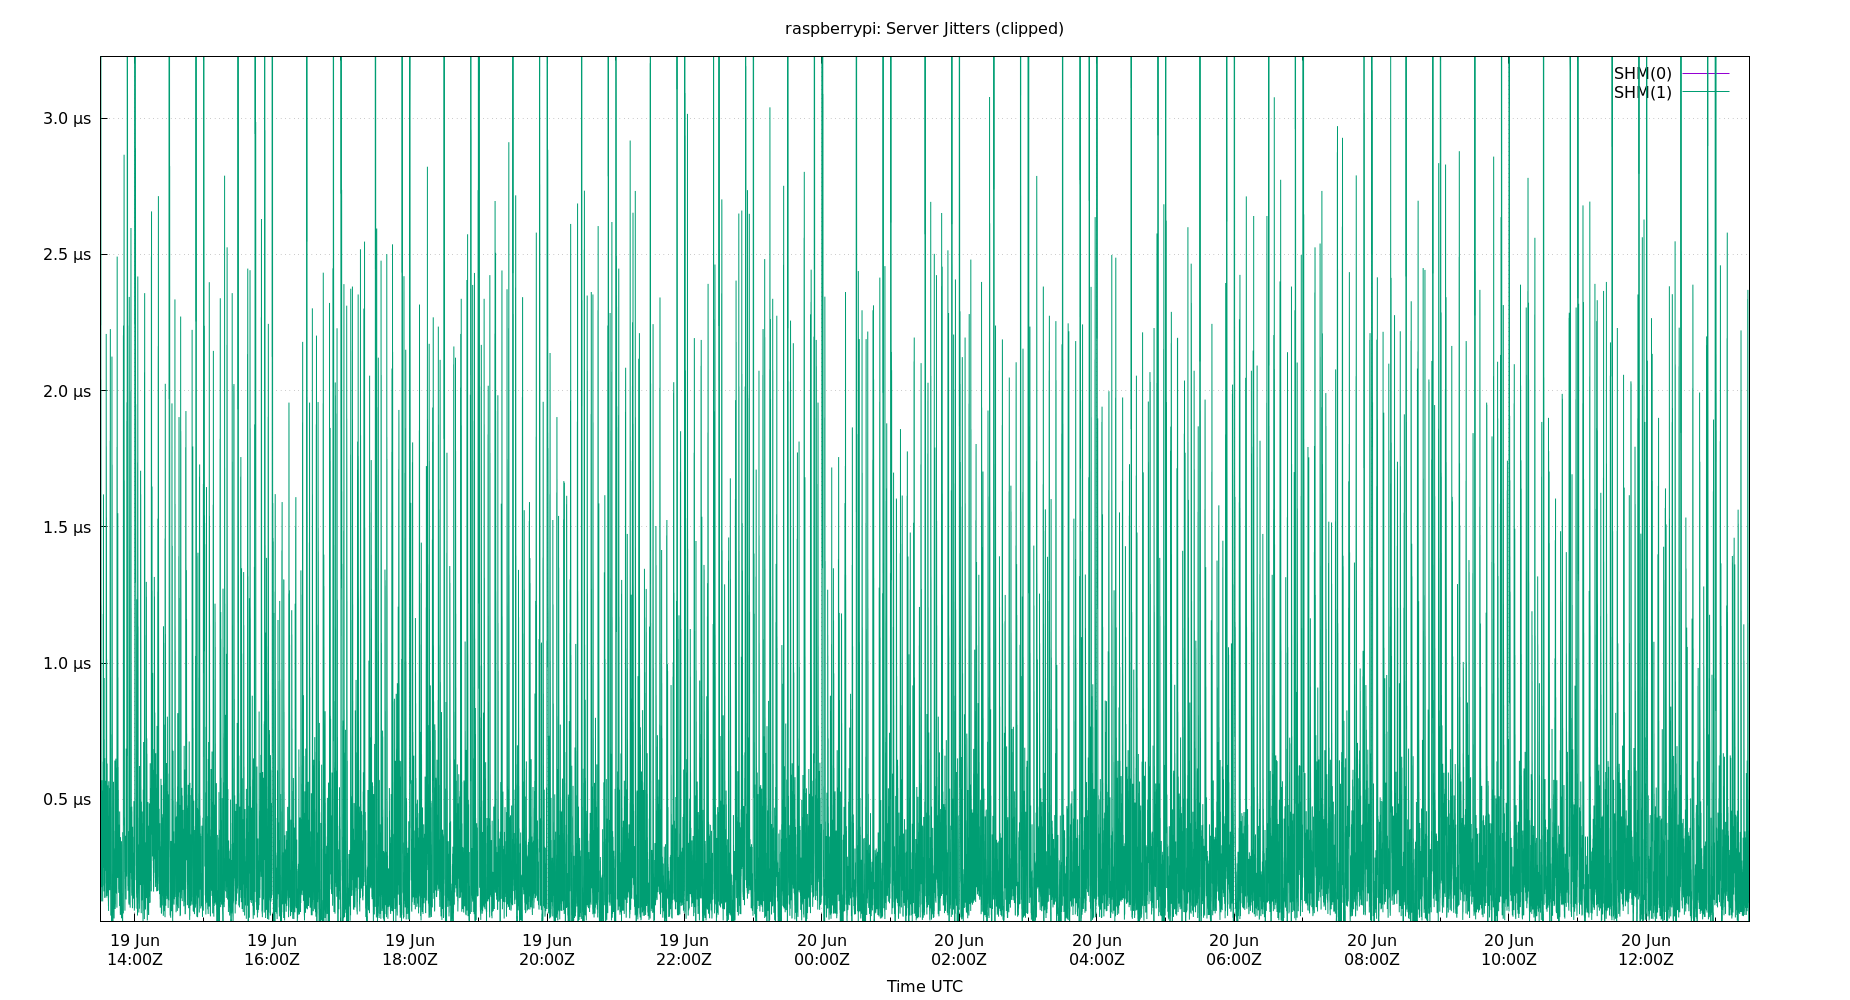 raspberrypi: Server Jitters (clipped)
SHM(0)
SHM(1)
3.0 µs
2.5 µs
2.0 µs
1.5 µs
1.0 µs
0.5 µs
19 Jun 19 Jun 19 Jun 19 Jun 19 Jun 20 Jun 20 Jun 20 Jun 20 Jun 20 Jun 20 Jun 20 Jun
14:00Z 16:00Z 18:00Z 20:00Z 22:00Z 00:00Z 02:00Z 04:00Z 06:00Z 08:00Z 10:00Z 12:00Z
Time UTC